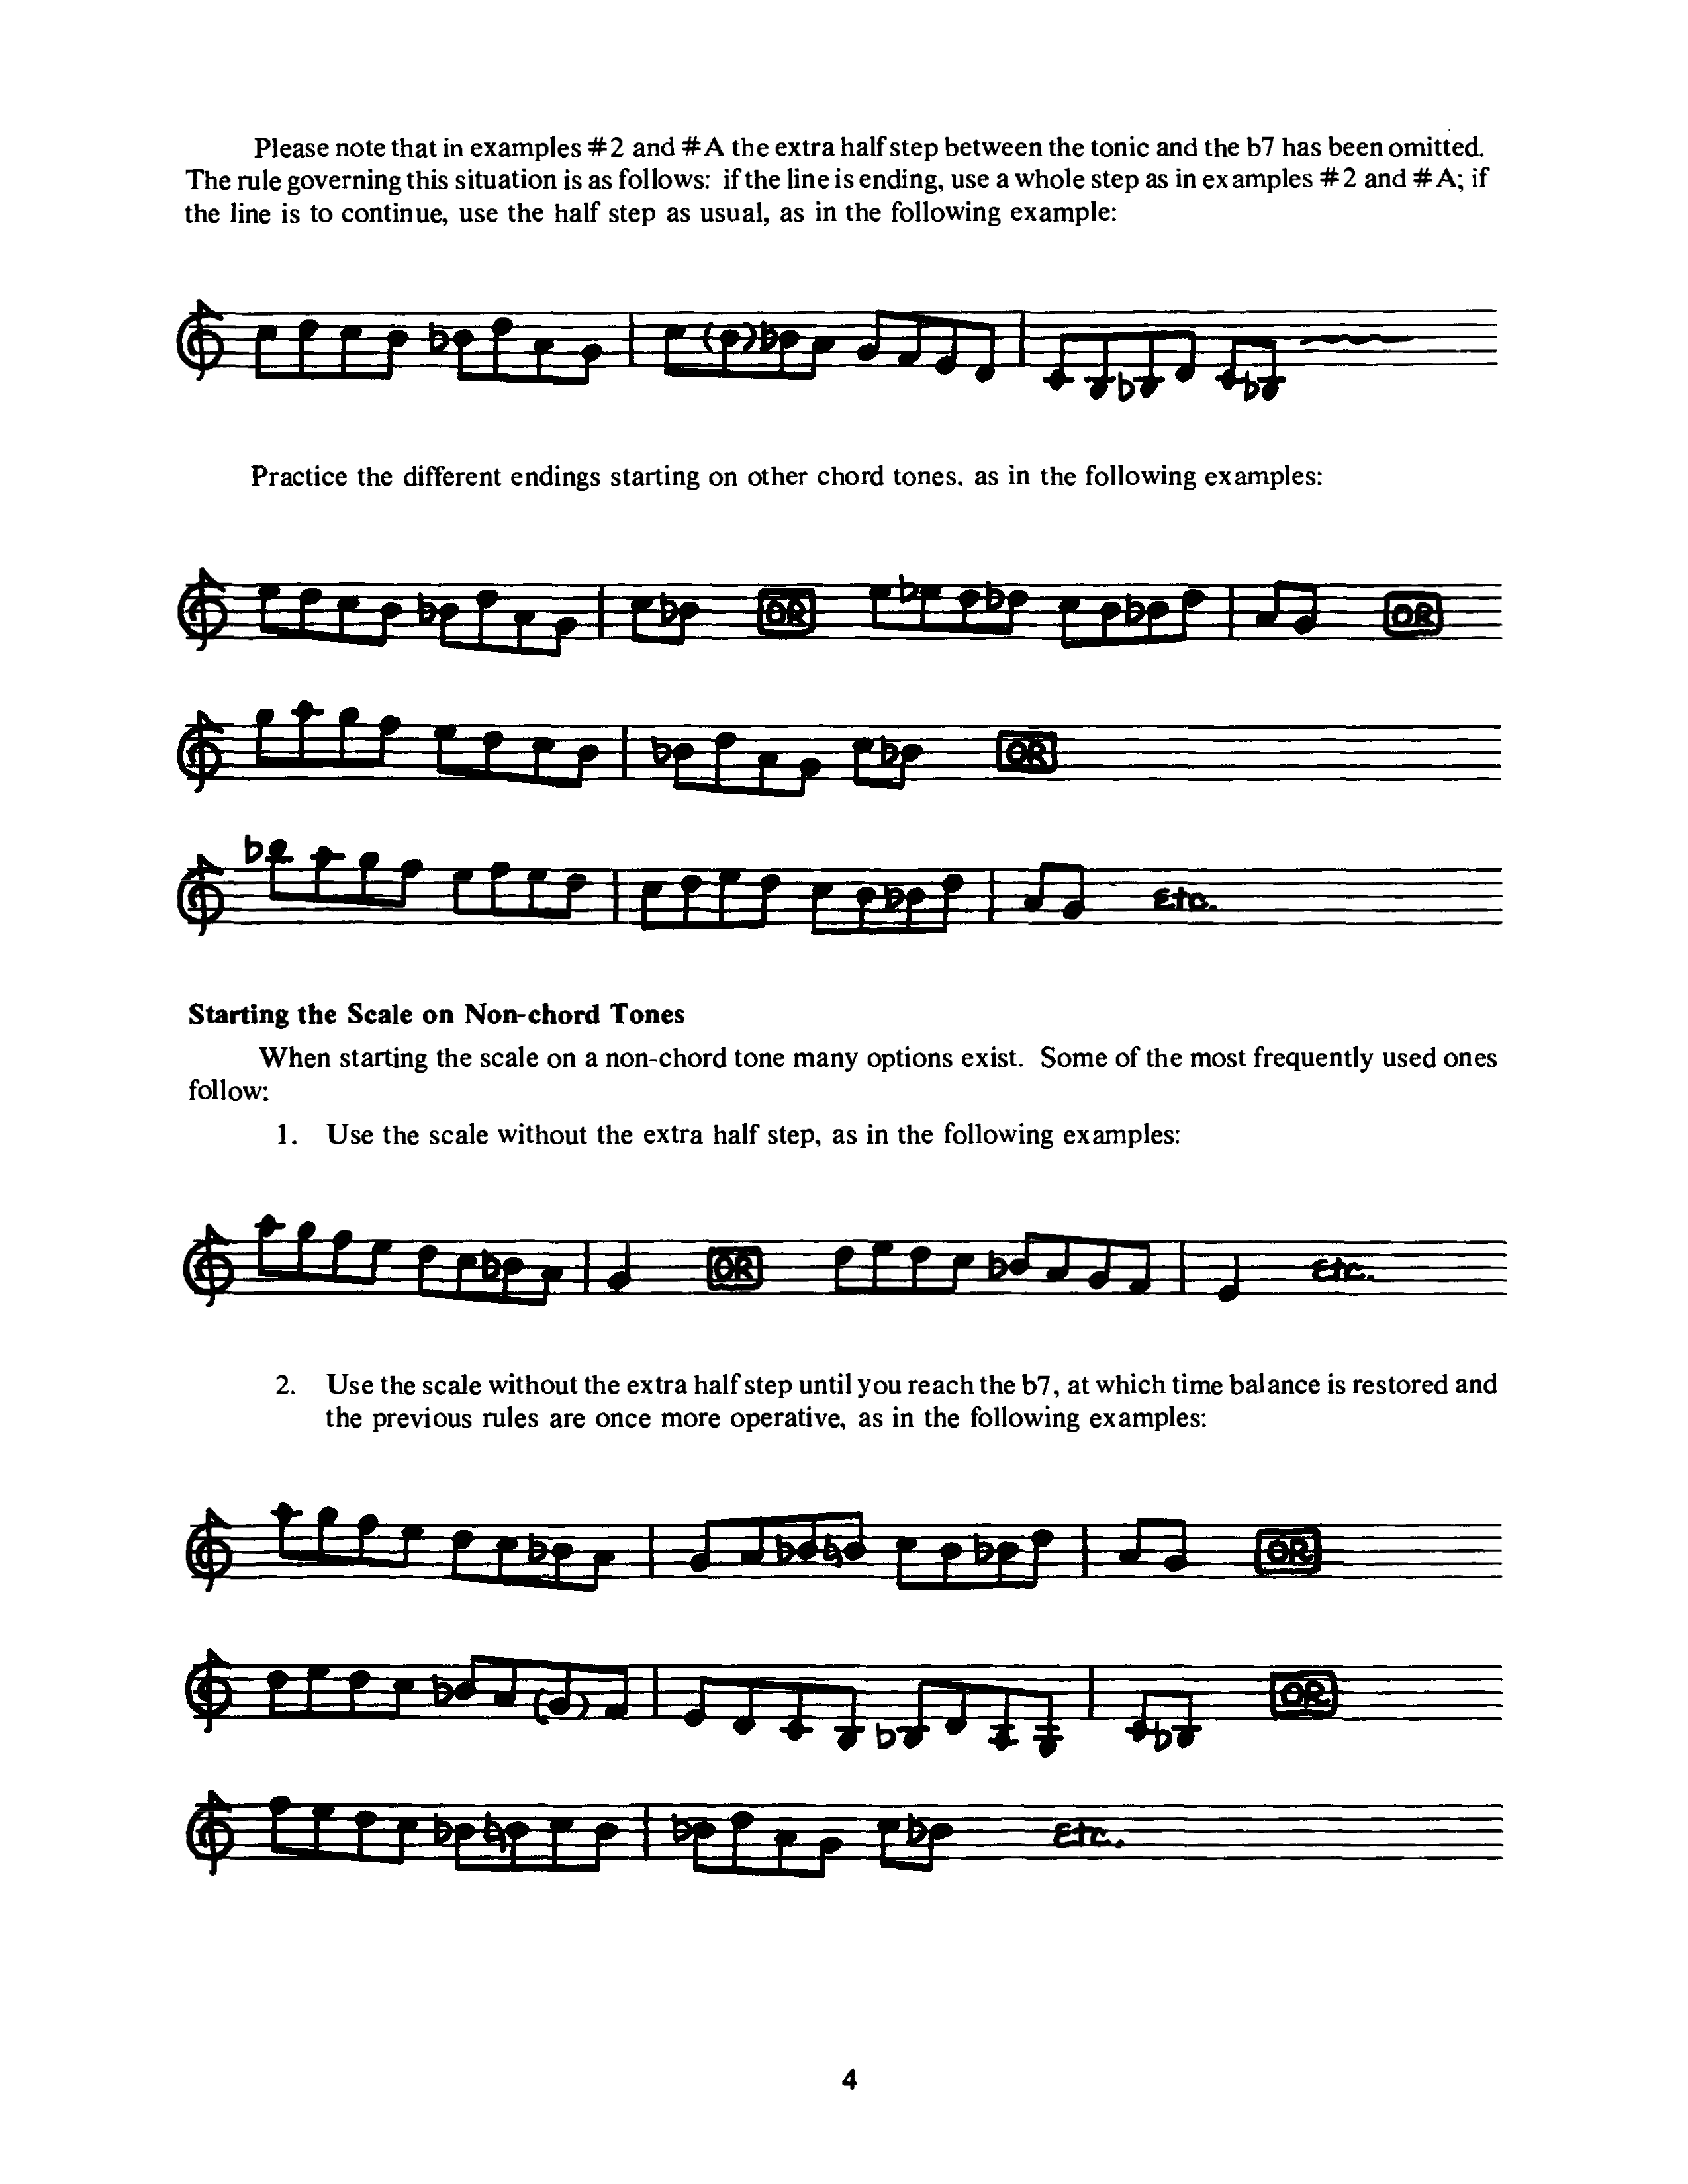 Please note that in examples #2 and #A the extra half step between the tonic and the b7 has been omitted.
The rule governing this situation is as follows: if the line is ending, use a whole step as in examples #2 and #A; if
the line is to continue, use the half step as usual, as in the following example:
Practice the different endings starting on other chord tones, as in the following examples:
OR OR
OR
Etc.
Starting the Scale on Non-chord Tones
When starting the scale on a non-chord tone many options exist. Some of the most frequently used ones
follow:
1. Use the scale without the extra half step, as in the following examples:
OR Etc.
2. Use the scale without the extra half step until you reach the b7, at which time balance is restored and
the previous rules are once more operative, as in the following examples:
OR
OR
Etc.
4